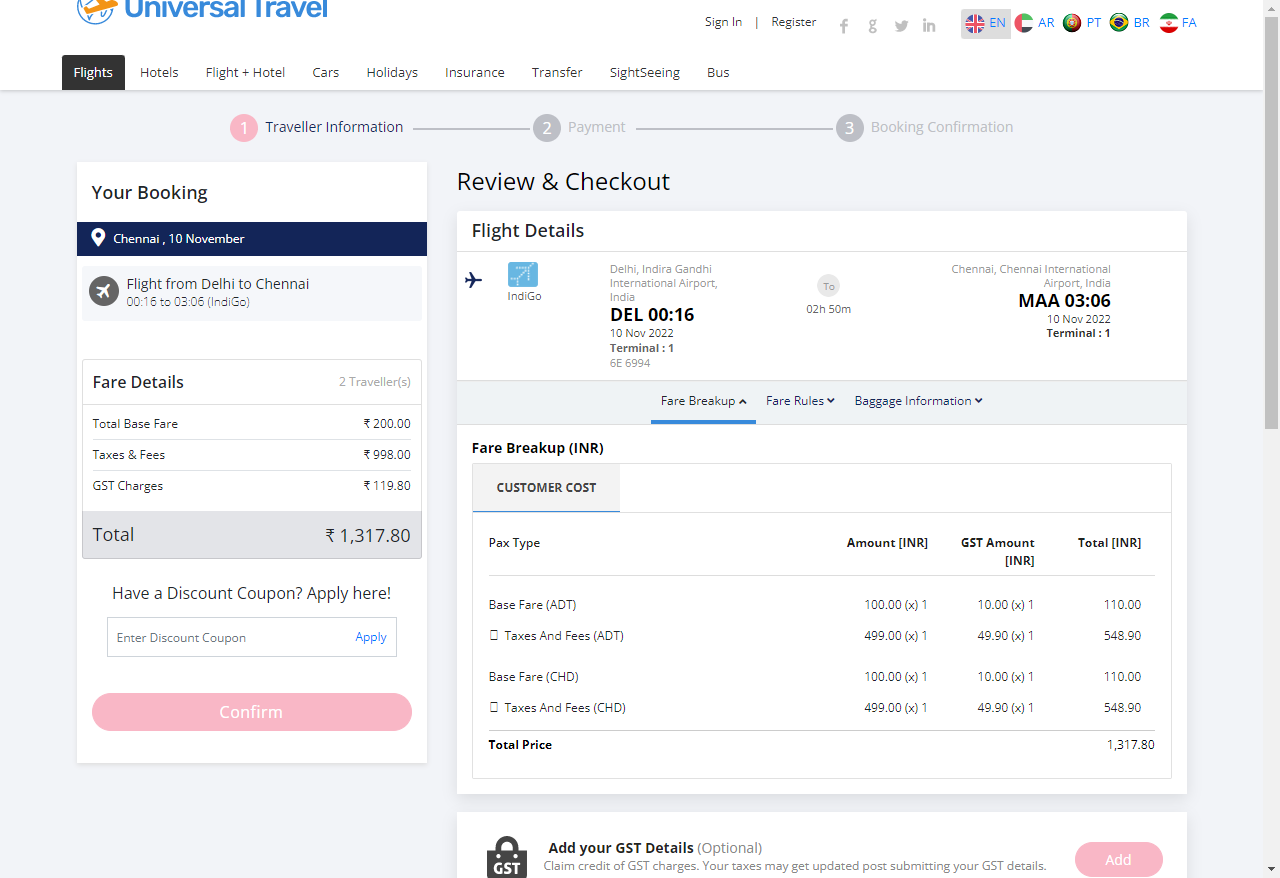 Universal Travel
Sign In | Register
EN AR PT BR FA
Flights Hotels Flight + Hotel Cars Holidays Insurance Transfer SightSeeing Bus
1 Traveller Information 2 Payment 3 Booking Confirmation
Your Booking
Chennai , 10 November
Flight from Delhi to Chennai
00:16 to 03:06 (IndiGo)
Fare Details 2 Traveller(s)
Total Base Fare ₹ 200.00
Taxes & Fees ₹ 998.00
GST Charges ₹ 119.80
Total ₹ 1,317.80
Have a Discount Coupon? Apply here!
Enter Discount Coupon Apply
Confirm
Review & Checkout
Flight Details
IndiGo
Delhi, Indira Gandhi
International Airport,
India
DEL 00:16
10 Nov 2022
Terminal : 1
6E 6994
To
02h 50m
Chennai, Chennai International
Airport, India
MAA 03:06
10 Nov 2022
Terminal : 1
Fare Breakup Fare Rules Baggage Information
Fare Breakup (INR)
CUSTOMER COST
Pax Type Amount [INR] GST Amount [INR] Total [INR]
Base Fare (ADT) 100.00 (x) 1 10.00 (x) 1 110.00
Taxes And Fees (ADT) 499.00 (x) 1 49.90 (x) 1 548.90
Base Fare (CHD) 100.00 (x) 1 10.00 (x) 1 110.00
Taxes And Fees (CHD) 499.00 (x) 1 49.90 (x) 1 548.90
Total Price 1,317.80
GST
Add your GST Details (Optional)
Claim credit of GST charges. Your taxes may get updated post submitting your GST details.
Add